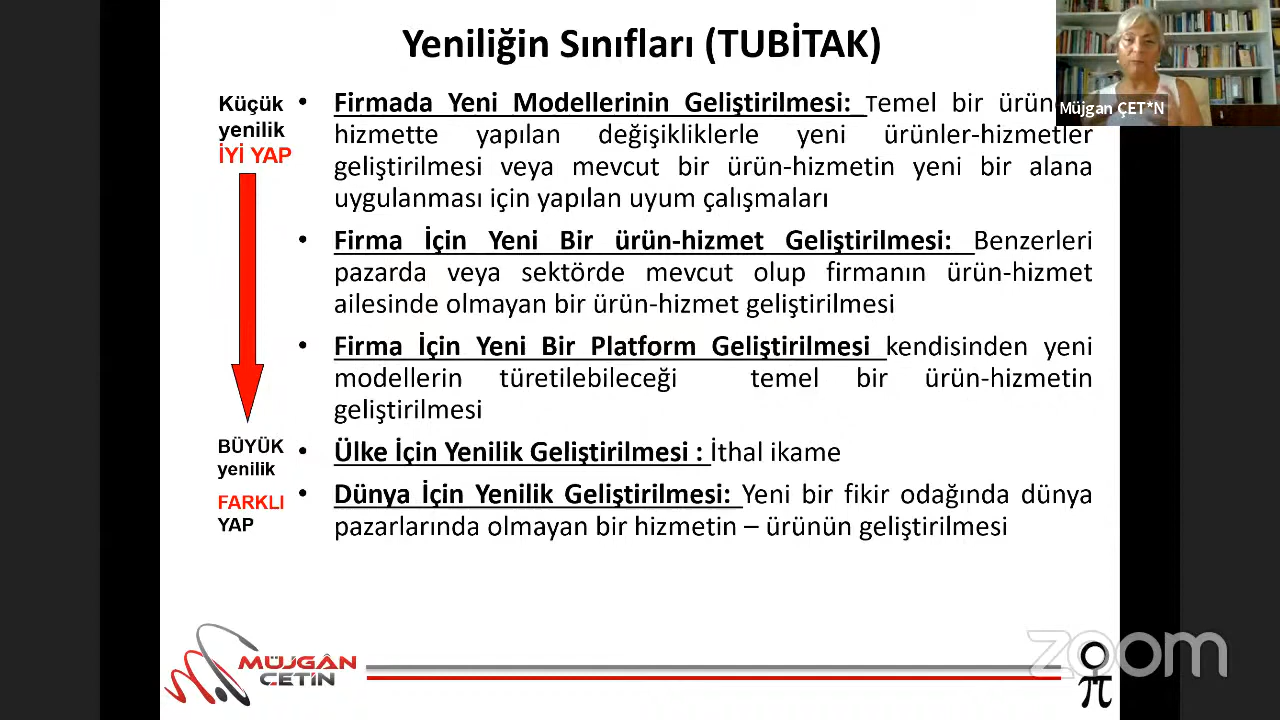 Yeniliğin Sınıfları (TUBİTAK)
Müjgan ÇET*N
Küçük
yenilik
İYİ YAP
• Firmada Yeni Modellerinin Geliştirilmesi: Temel bir
hizmette yapılan değişikliklerle yeni ürünler-hizmetler
geliştirilmesi veya mevcut bir ürün-hizmetin yeni bir alana
uygulanması için yapılan uyum çalışmaları
• Firma İçin Yeni Bir ürün-hizmet Geliştirilmesi: Benzerleri
pazarda veya sektörde mevcut olup firmanın ürün-hizmet
ailesinde olmayan bir ürün-hizmet geliştirilmesi
• Firma İçin Yeni Bir Platform Geliştirilmesi kendisinden yeni
modellerin türetilebileceği temel bir ürün-hizmetin
geliştirilmesi
BÜYÜK
yenilik
FARKLI
YAP
• Ülke İçin Yenilik Geliştirilmesi : İthal ikame
• Dünya İçin Yenilik Geliştirilmesi: Yeni bir fikir odağında dünya
pazarlarında olmayan bir hizmetin – ürünün geliştirilmesi
MÜJGÂN
ÇETİN
zoom
π